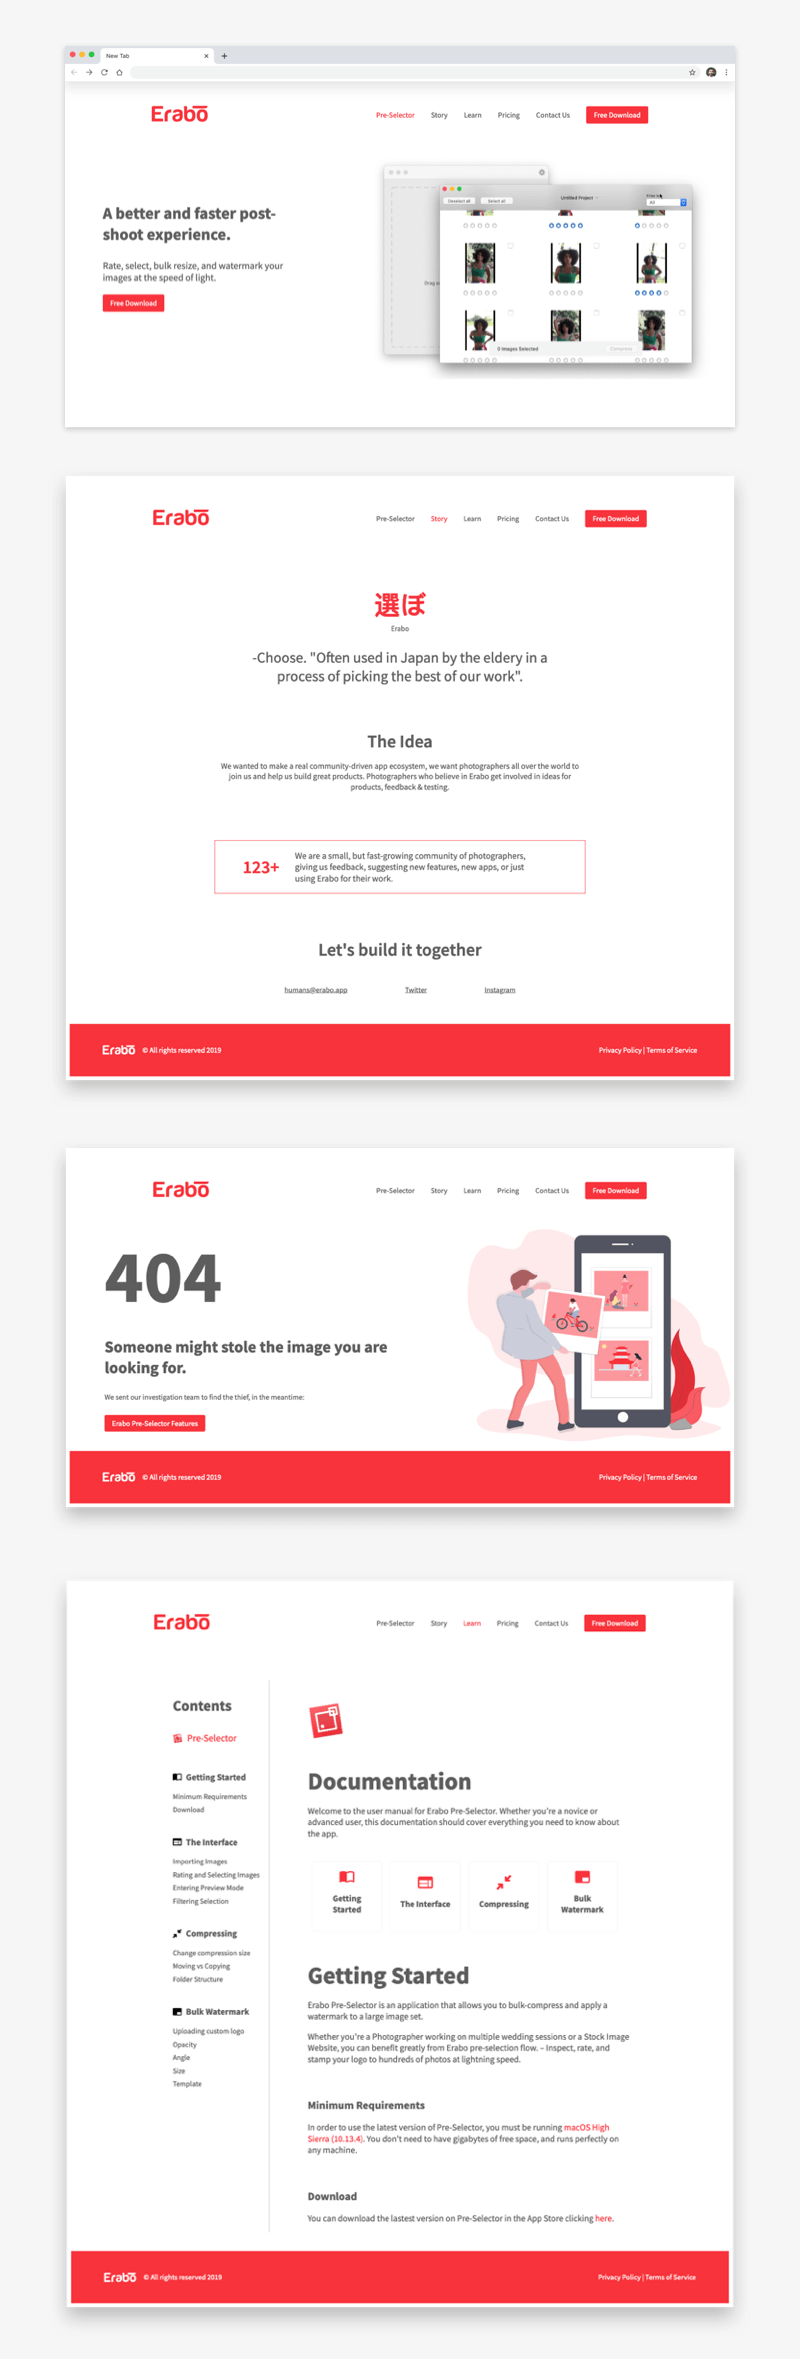 New Tab
Erabō
Pre-Selector Story Learn Pricing Contact Us Free Download
A better and faster post-
shoot experience.
Rate, select, bulk resize, and watermark your
images at the speed of light.
Free Download
Deselect all Select all Untitled Project
All
Drag
0 Images Selected Compress
Erabō
Pre-Selector Story Learn Pricing Contact Us Free Download
選ぼ
Erabo
-Choose. "Often used in Japan by the eldery in a
process of picking the best of our work".
The Idea
We wanted to make a real community-driven app ecosystem, we want photographers all over the world to
join us and help us build great products. Photographers who believe in Erabo get involved in ideas for
products, feedback & testing.
123+
We are a small, but fast-growing community of photographers,
giving us feedback, suggesting new features, new apps, or just
using Erabo for their work.
Let's build it together
humans@erabo.app Twitter Instagram
Erabō © All rights reserved 2019 Privacy Policy | Terms of Service
Erabō
Pre-Selector Story Learn Pricing Contact Us Free Download
404
Someone might stole the image you are
looking for.
We sent our investigation team to find the thief, in the meantime:
Erabo Pre-Selector Features
Erabō © All rights reserved 2019 Privacy Policy | Terms of Service
Erabō
Pre-Selector Story Learn Pricing Contact Us Free Download
Contents
Pre-Selector
Getting Started
Minimum Requirements
Download
The Interface
Importing Images
Rating and Selecting Images
Entering Preview Mode
Filtering Selection
Compressing
Change compression size
Moving vs Copying
Folder Structure
Bulk Watermark
Uploading custom logo
Opacity
Angle
Size
Template
Documentation
Welcome to the user manual for Erabo Pre-Selector. Whether you're a novice or
advanced user, this documentation should cover everything you need to know about
the app.
Getting
Started
The Interface
Compressing
Bulk
Watermark
Getting Started
Erabo Pre-Selector is an application that allows you to bulk-compress and apply a
watermark to a large image set.
Whether you're a Photographer working on multiple wedding sessions or a Stock Image
Website, you can benefit greatly from Erabo pre-selection flow. – Inspect, rate, and
stamp your logo to hundreds of photos at lightning speed.
Minimum Requirements
In order to use the latest version of Pre-Selector, you must be running macOS High
Sierra (10.13.4). You don't need to have gigabytes of free space, and runs perfectly on
any machine.
Download
You can download the lastest version on Pre-Selector in the App Store clicking here.
Erabō © All rights reserved 2019 Privacy Policy | Terms of Service